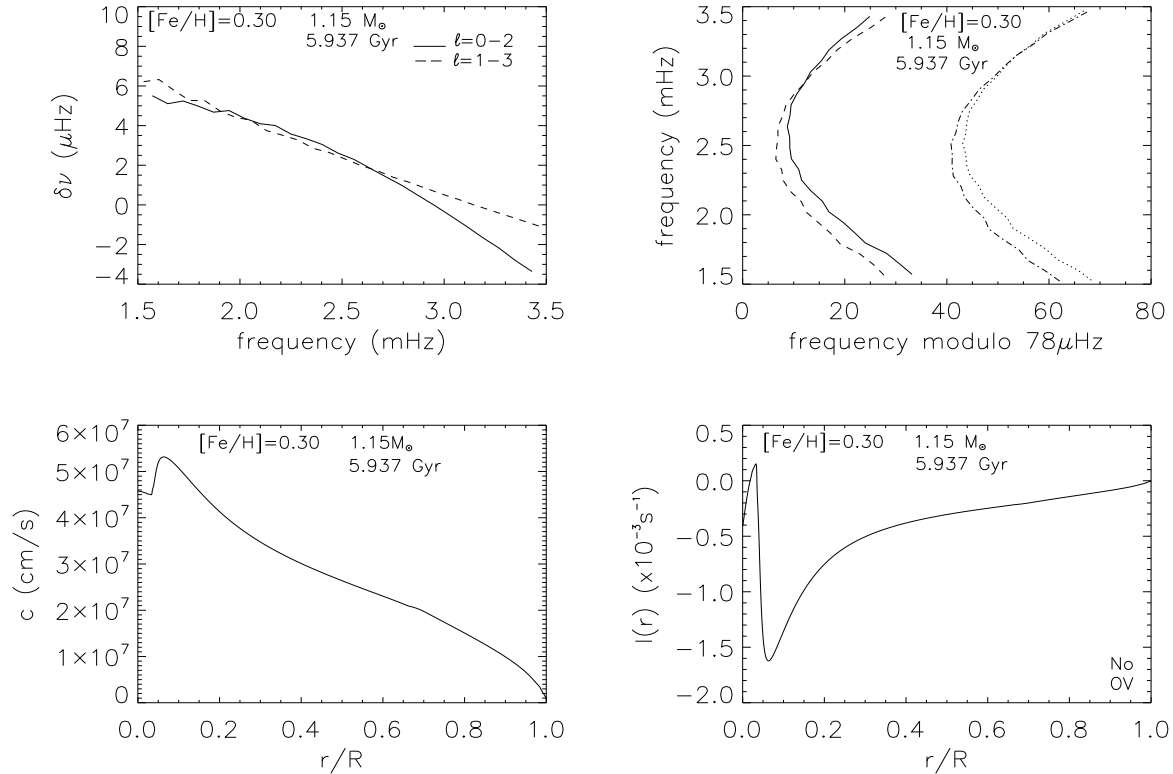 [Fe/H]=0.30 1.15 M⊙
5.937 Gyr
ℓ=0−2
ℓ=1−3
10
8
6
4
2
0
−2
−4
δν (μHz)
1.5 2.0 2.5 3.0 3.5
frequency (mHz)
[Fe/H]=0.30
1.15 M⊙
5.937 Gyr
3.5
3.0
2.5
2.0
1.5
frequency (mHz)
0 20 40 60 80
frequency modulo 78μHz
[Fe/H]=0.30 1.15M⊙
5.937 Gyr
6×10⁷
5×10⁷
4×10⁷
3×10⁷
2×10⁷
1×10⁷
0
c (cm/s)
0.0 0.2 0.4 0.6 0.8 1.0
r/R
[Fe/H]=0.30 1.15 M⊙
5.937 Gyr
0.5
0.0
−0.5
−1.0
−1.5
−2.0
I(r) (x10⁻³s⁻¹)
No
OV
0.0 0.2 0.4 0.6 0.8 1.0
r/R